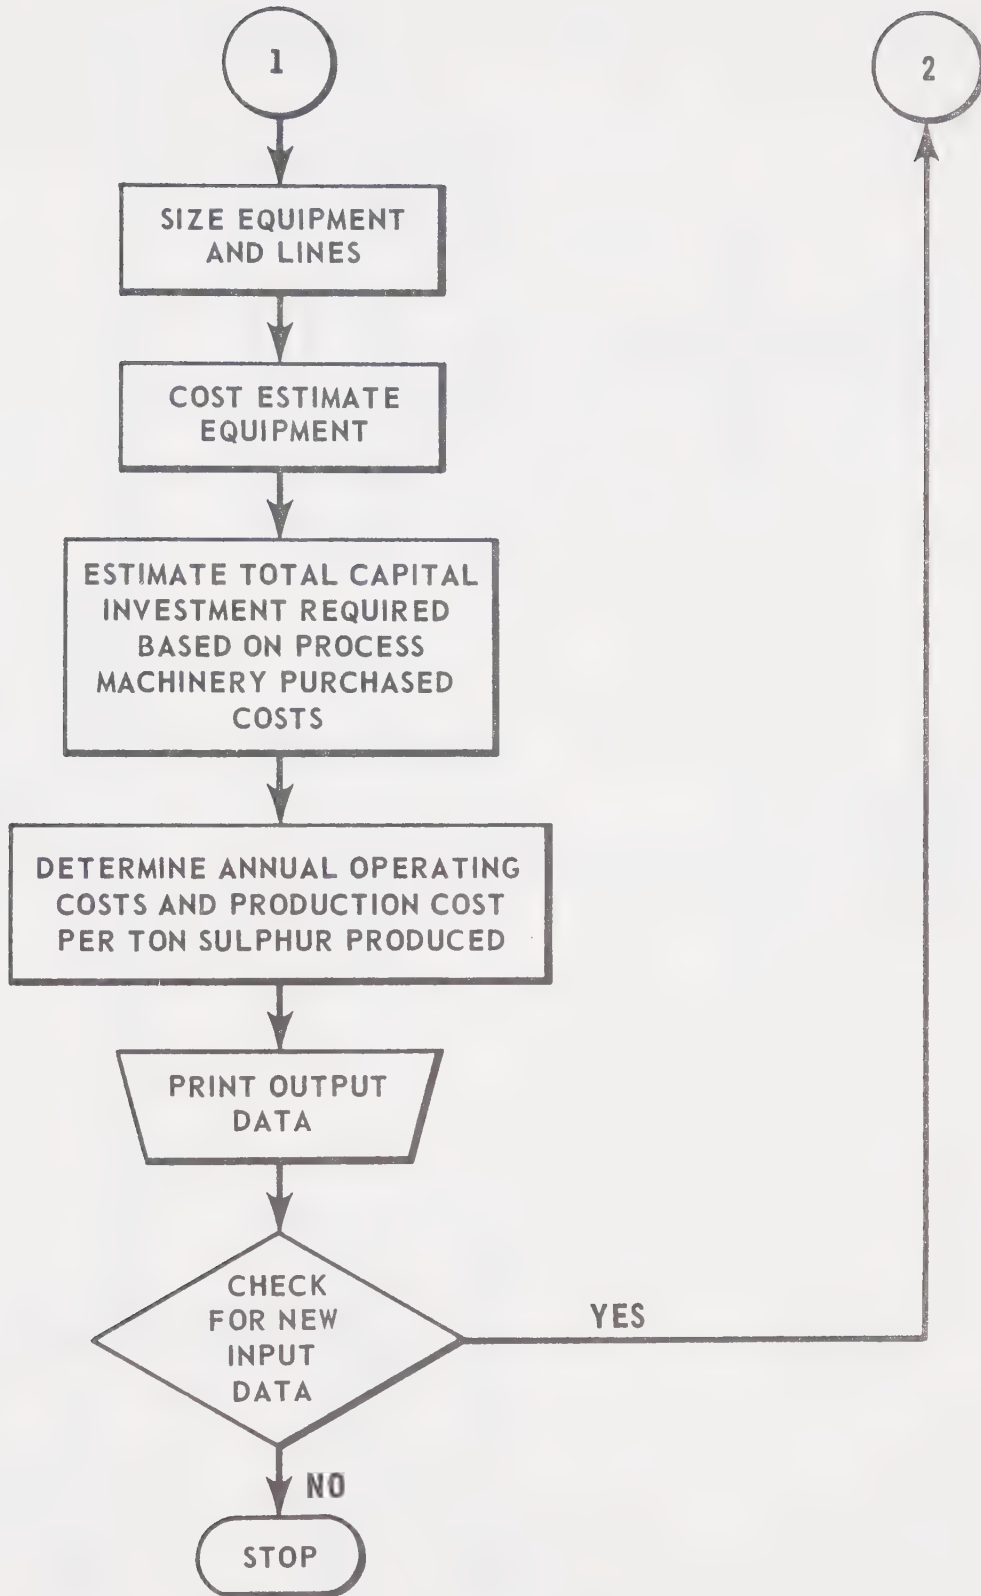 1
2
SIZE EQUIPMENT
AND LINES
COST ESTIMATE
EQUIPMENT
ESTIMATE TOTAL CAPITAL
INVESTMENT REQUIRED
BASED ON PROCESS
MACHINERY PURCHASED
COSTS
DETERMINE ANNUAL OPERATING
COSTS AND PRODUCTION COST
PER TON SULPHUR PRODUCED
PRINT OUTPUT
DATA
CHECK
FOR NEW
INPUT
DATA
YES
NO
STOP